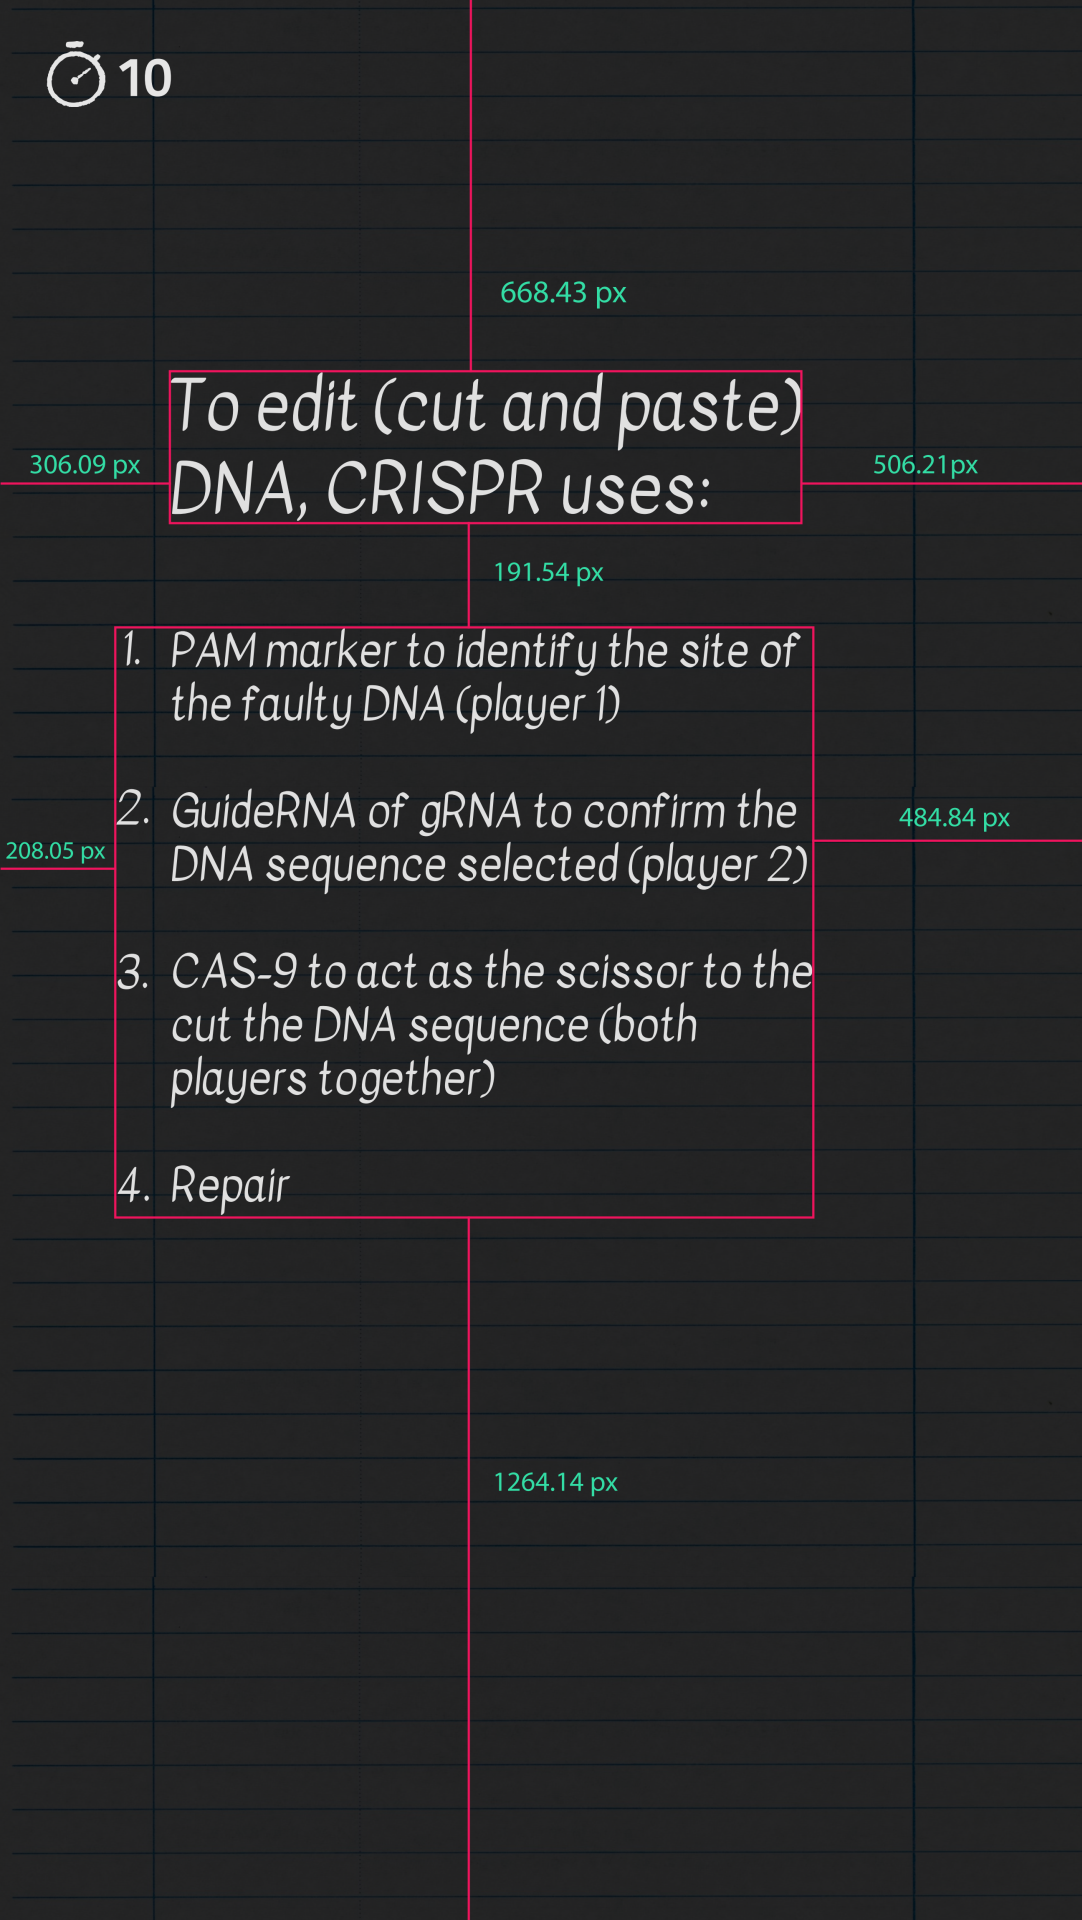 10
668.43 px
To edit (cut and paste)
DNA, CRISPR uses:
306.09 px
506.21px
191.54 px
1. PAM marker to identify the site of
the faulty DNA (player 1)
2. GuideRNA of gRNA to confirm the
DNA sequence selected (player 2)
484.84 px
208.05 px
3. CAS-9 to act as the scissor to the
cut the DNA sequence (both
players together)
4. Repair
1264.14 px